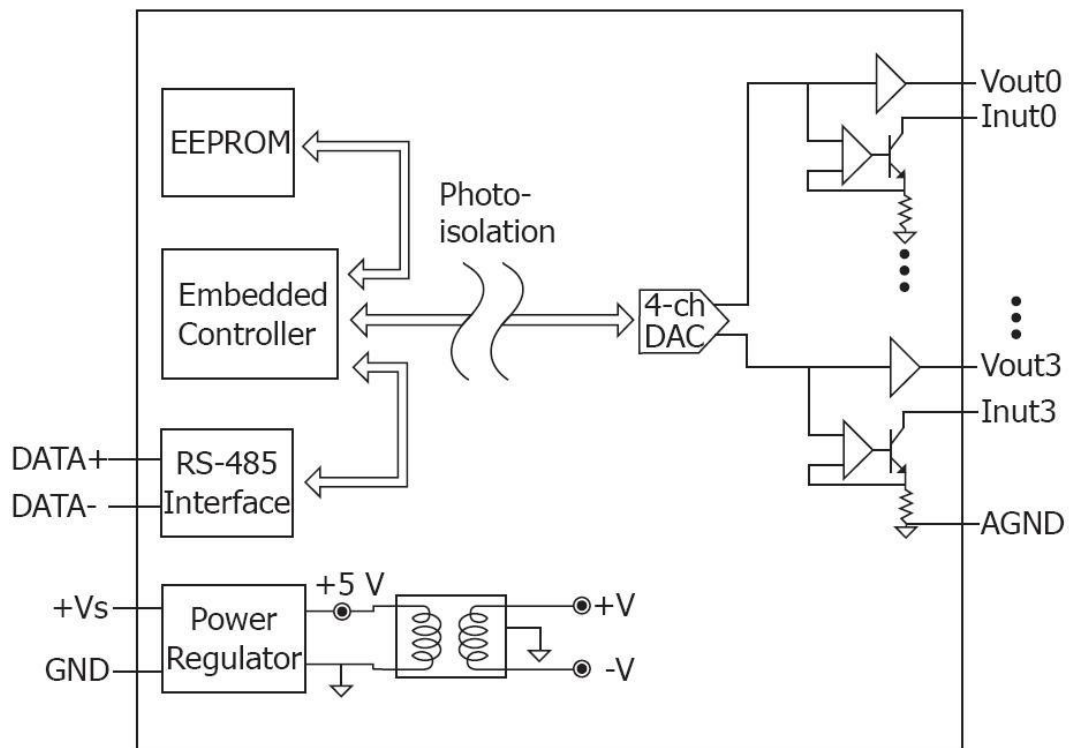 EEPROM
Photo-
isolation
Embedded
Controller
4-ch
DAC
RS-485
Interface
DATA+
DATA-
+Vs
GND
Power
Regulator
+5 V
+V
-V
Vout0
Inut0
Vout3
Inut3
AGND